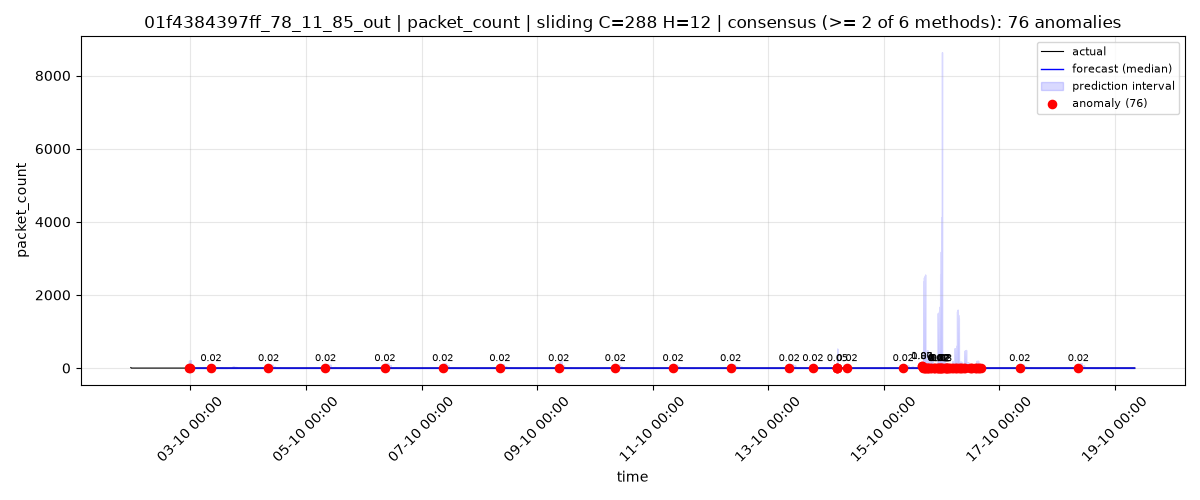 01f4384397ff_78_11_85_out | packet_count | sliding C=288 H=12 | consensus (>= 2 of 6 methods): 76 anomalies
actual
forecast (median)
prediction interval
anomaly (76)
packet_count
8000
6000
4000
2000
0
0.02 0.02 0.02 0.02 0.02 0.02 0.02 0.02 0.02 0.02 0.02 0.02 0.02 0.02 0.02 0.02
03-10 00:00 05-10 00:00 07-10 00:00 09-10 00:00 11-10 00:00 13-10 00:00 15-10 00:00 17-10 00:00 19-10 00:00
time